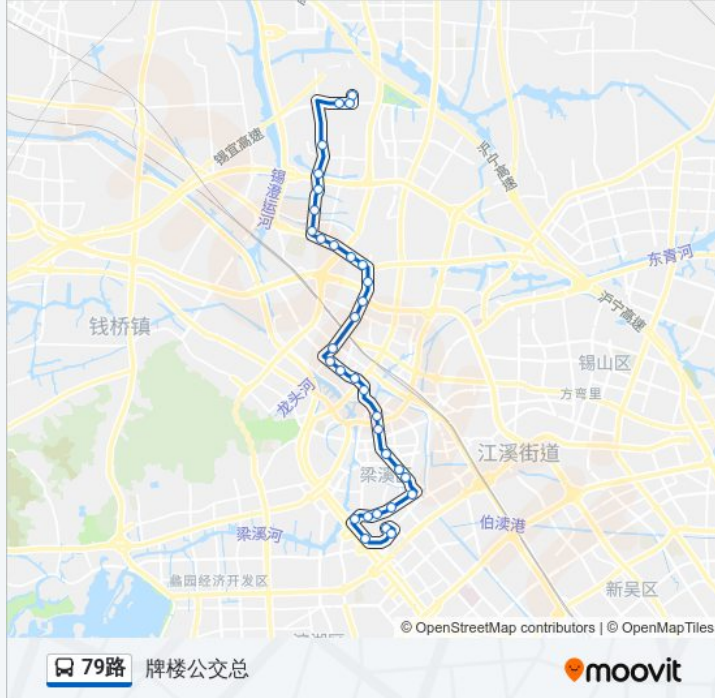 锡宜高速
沪宁高速
锡澄运河
东青河
沪宁高速
钱桥镇
锡山区
龙头河
方弯里
江溪街道
梁溪
伯渎港
梁溪河
蠡园经济开发区
新吴区
© OpenStreetMap contributors | © OpenMapTiles
79路 牌楼公交总
moovit